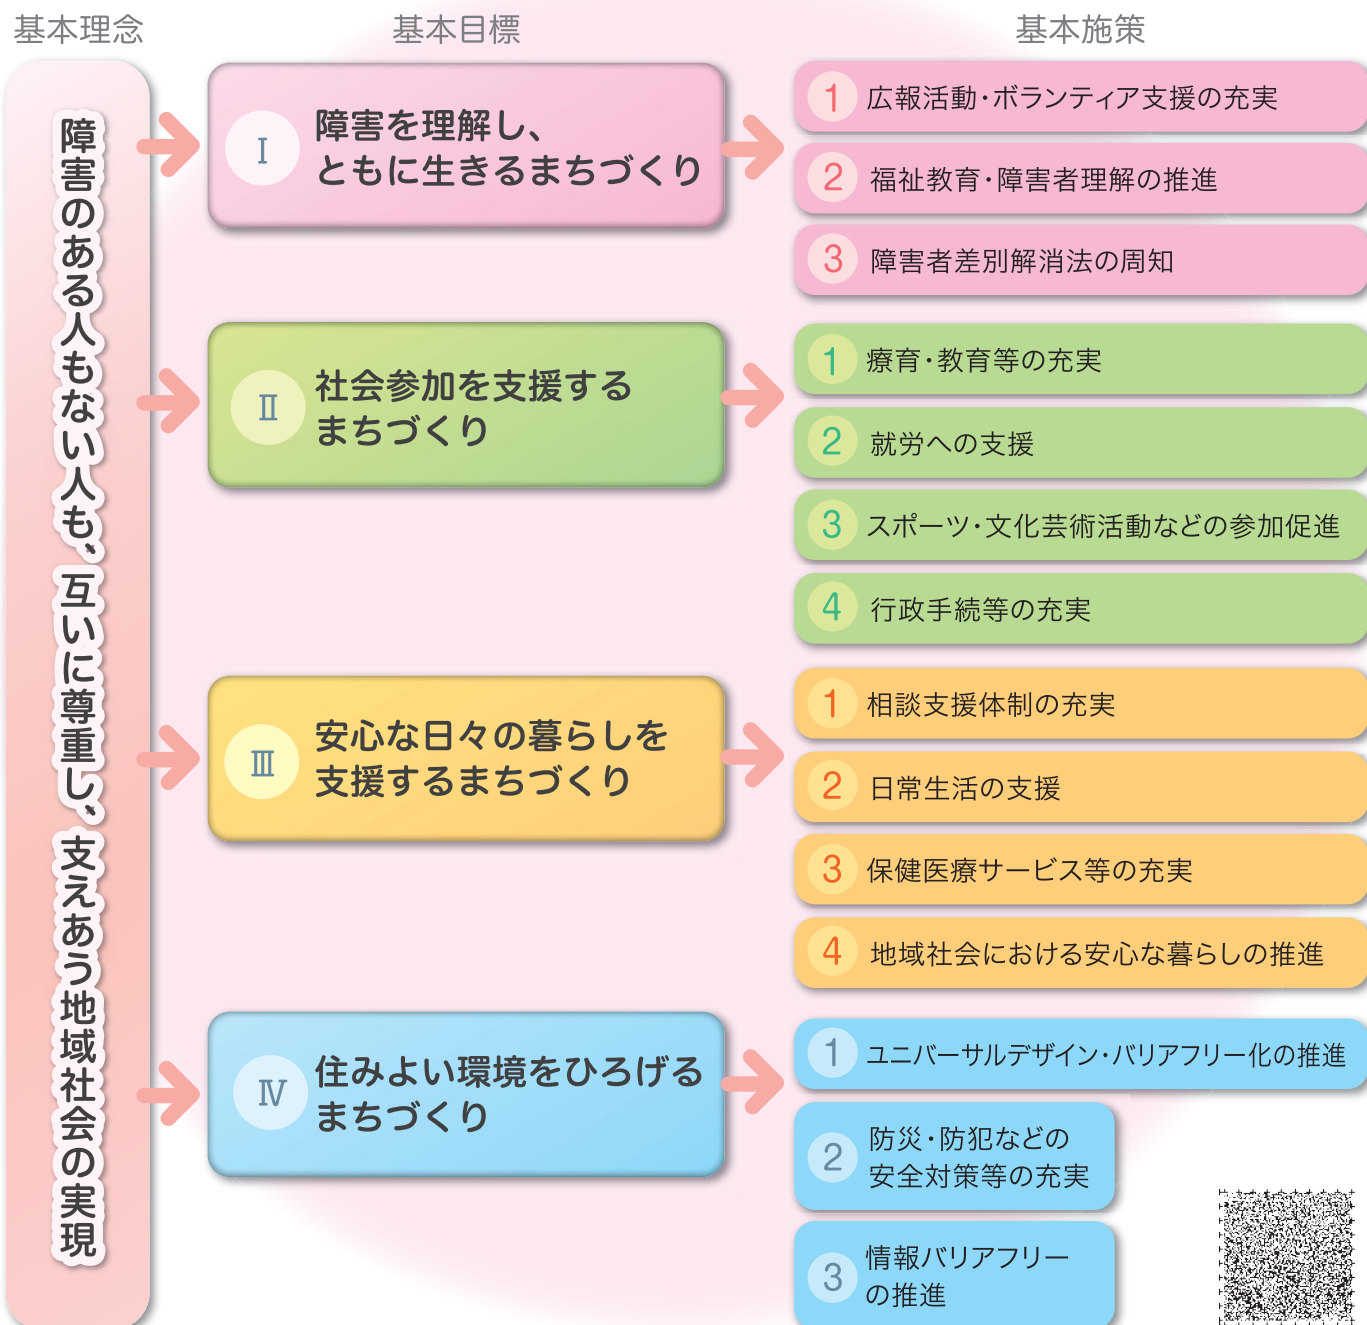 基本理念
基本目標
基本施策
障害のある人もない人も、互いに尊重し、支えあう地域社会の実現
Ⅰ
障害を理解し、
ともに生きるまちづくり
1 広報活動・ボランティア支援の充実
2 福祉教育・障害者理解の推進
3 障害者差別解消法の周知
Ⅱ
社会参加を支援する
まちづくり
1 療育・教育等の充実
2 就労への支援
3 スポーツ・文化芸術活動などの参加促進
4 行政手続等の充実
Ⅲ
安心な日々の暮らしを
支援するまちづくり
1 相談支援体制の充実
2 日常生活の支援
3 保健医療サービス等の充実
4 地域社会における安心な暮らしの推進
Ⅳ
住みよい環境をひろげる
まちづくり
1 ユニバーサルデザイン・バリアフリー化の推進
2 防災・防犯などの
安全対策等の充実
3 情報バリアフリー
の推進